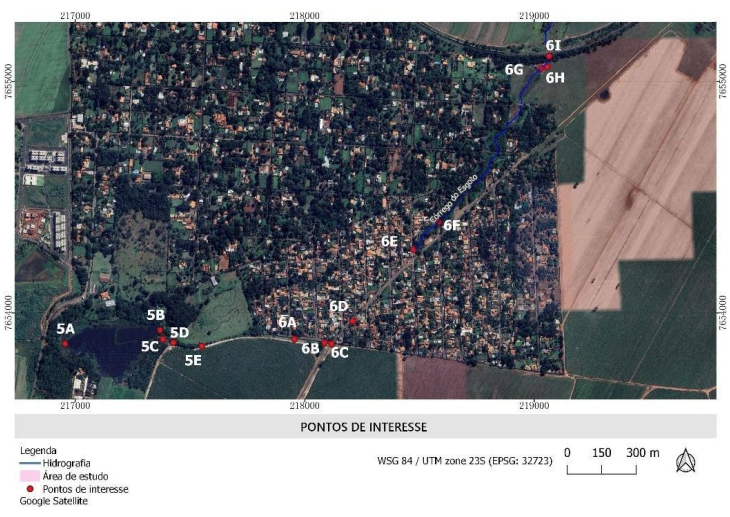 217000 218000 219000
6I
6G
6H
7655000 7655000
Córrego do Esgoto
6F
6E
6D
7654000 7654000
5B
5A
6A
5D
5C
6B
6C
5E
217000 218000 219000
PONTOS DE INTERESSE
Legenda
Hidrografia
Área de estudo
Pontos de interesse
Google Satellite
WSG 84 / UTM zone 23S (EPSG: 32723)
0 150 300 m